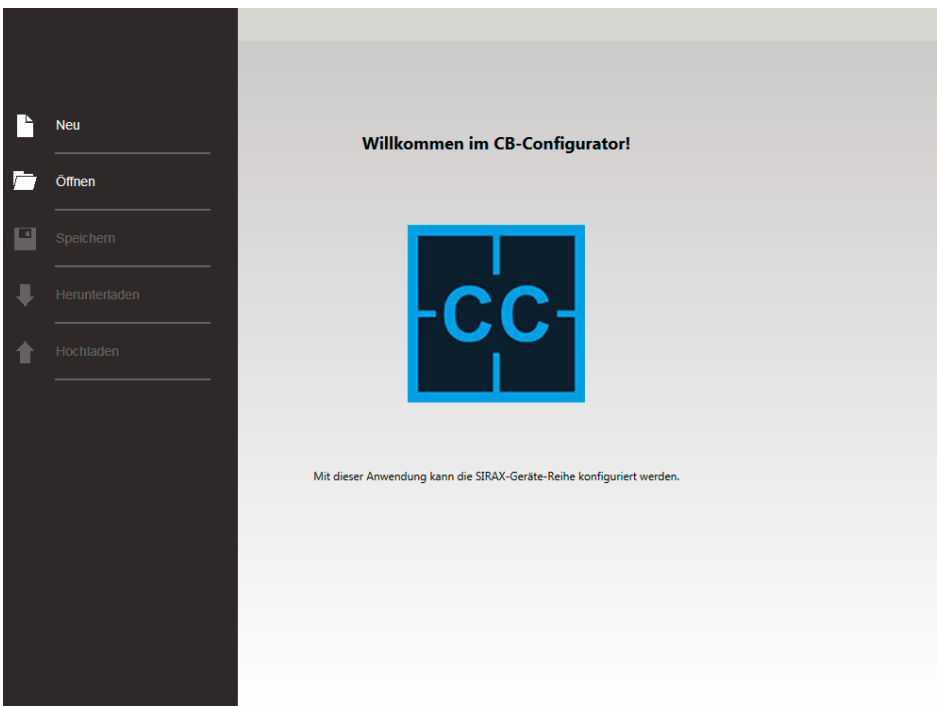 Neu
Öffnen
Speichern
Herunterladen
Hochladen
Willkommen im CB-Configurator!
CC
Mit dieser Anwendung kann die SIRAX-Geräte-Reihe konfiguriert werden.